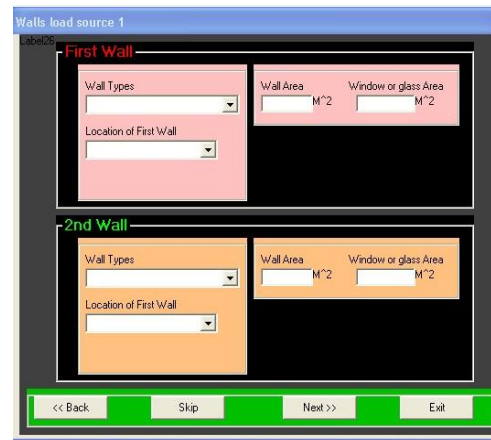 Walls load source 1
Label26
First Wall
Wall Types
Wall Area
Window or glass Area
M^2
M^2
Location of First Wall
2nd Wall
Wall Types
Wall Area
Window or glass Area
M^2
M^2
Location of First Wall
<< Back
Skip
Next >>
Exit